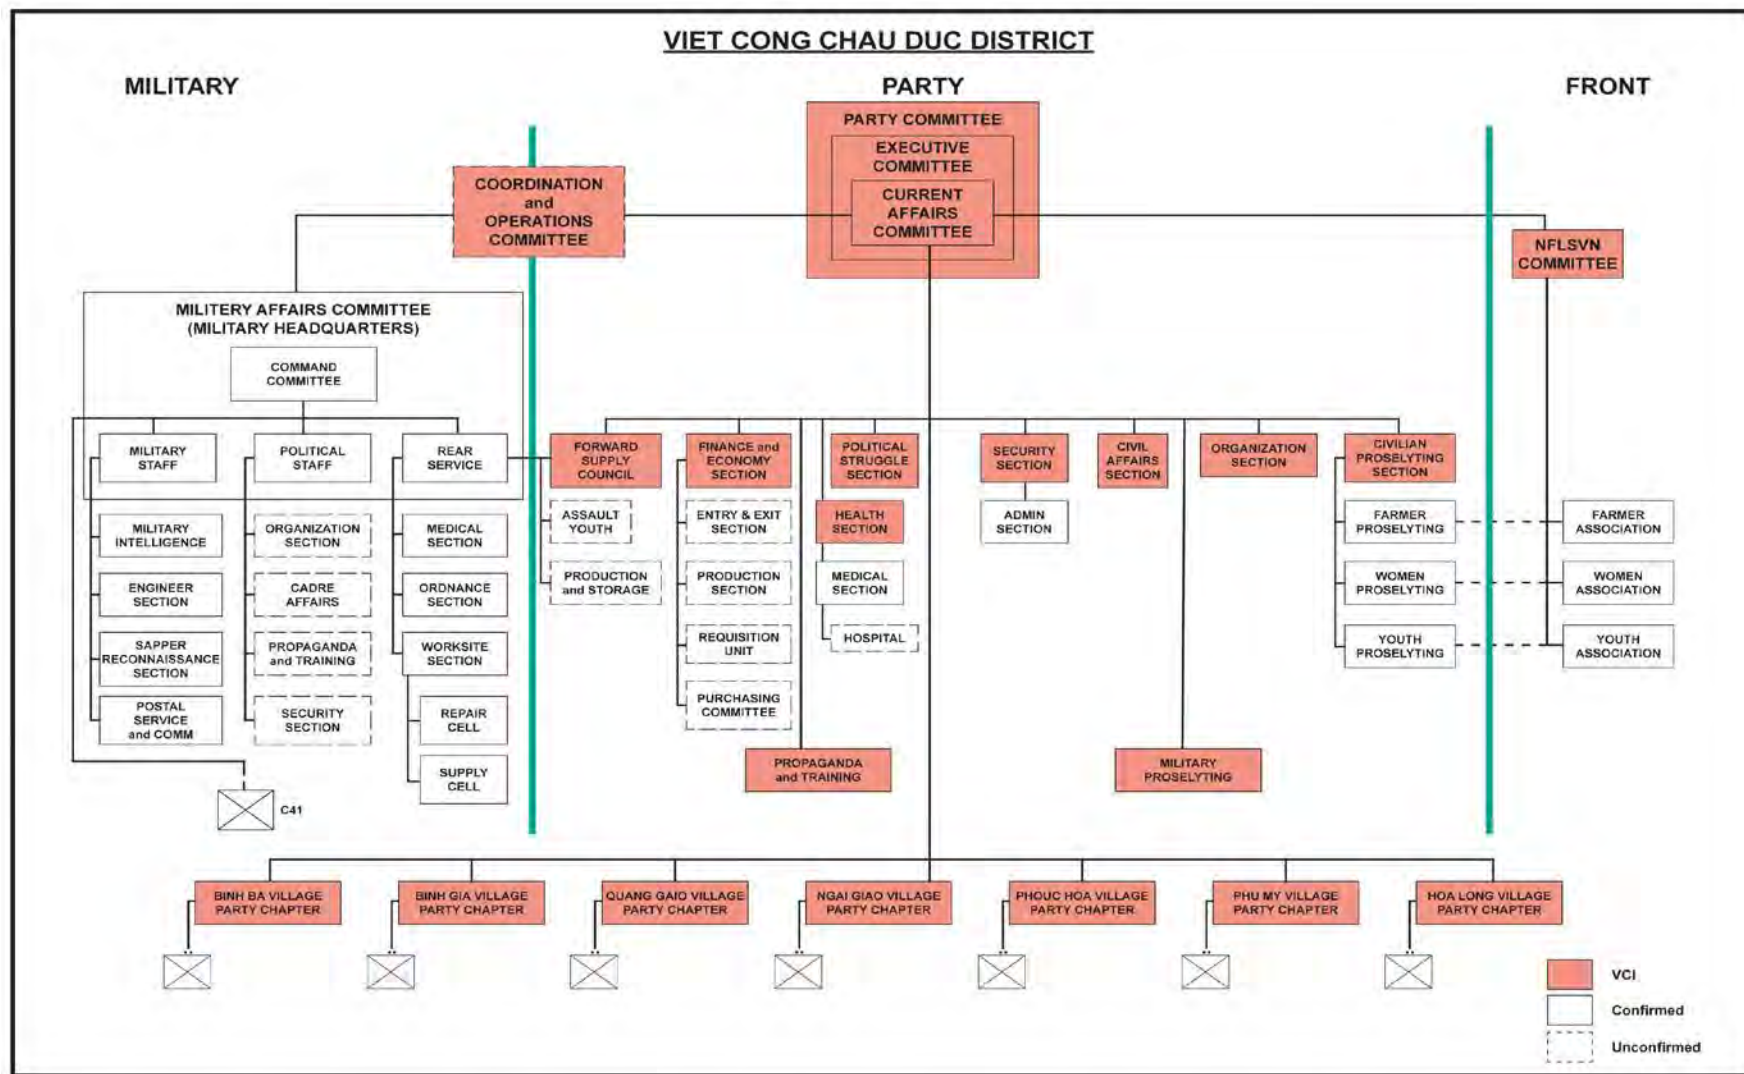 VIET CONG CHAU DUC DISTRICT
MILITARY
PARTY
FRONT
PARTY COMMITTEE
EXECUTIVE
COMMITTEE
CURRENT
AFFAIRS
COMMITTEE
COORDINATION
and
OPERATIONS
COMMITTEE
NFLSVN
COMMITTEE
MILITERY AFFAIRS COMMITTEE
(MILITARY HEADQUARTERS)
COMMAND
COMMITTEE
MILITARY
STAFF
POLITICAL
STAFF
REAR
SERVICE
FORWARD
SUPPLY
COUNCIL
FINANCE and
ECONOMY
SECTION
POLITICAL
STRUGGLE
SECTION
SECURITY
SECTION
CIVIL
AFFAIRS
SECTION
ORGANIZATION
SECTION
CIVILIAN
PROSELYTING
SECTION
MILITARY
INTELLIGENCE
ORGANIZATION
SECTION
MEDICAL
SECTION
ASSAULT
YOUTH
ENTRY & EXIT
SECTION
HEALTH
SECTION
ADMIN
SECTION
FARMER
PROSELYTING
FARMER
ASSOCIATION
ENGINEER
SECTION
CADRE
AFFAIRS
ORDNANCE
SECTION
PRODUCTION
and STORAGE
PRODUCTION
SECTION
MEDICAL
SECTION
WOMEN
PROSELYTING
WOMEN
ASSOCIATION
SAPPER
RECONNAISSANCE
SECTION
PROPAGANDA
and TRAINING
WORKSITE
SECTION
REQUISITION
UNIT
HOSPITAL
YOUTH
PROSELYTING
YOUTH
ASSOCIATION
POSTAL
SERVICE
and COMM
SECURITY
SECTION
REPAIR
CELL
PURCHASING
COMMITTEE
SUPPLY
CELL
PROPAGANDA
and TRAINING
MILITARY
PROSELYTING
C41
BINH BA VILLAGE
PARTY CHAPTER
BINH GIA VILLAGE
PARTY CHAPTER
QUANG GAIO VILLAGE
PARTY CHAPTER
NGAI GIAO VILLAGE
PARTY CHAPTER
PHOUC HOA VILLAGE
PARTY CHAPTER
PHU MY VILLAGE
PARTY CHAPTER
HOA LONG VILLAGE
PARTY CHAPTER
VCI
Confirmed
Unconfirmed